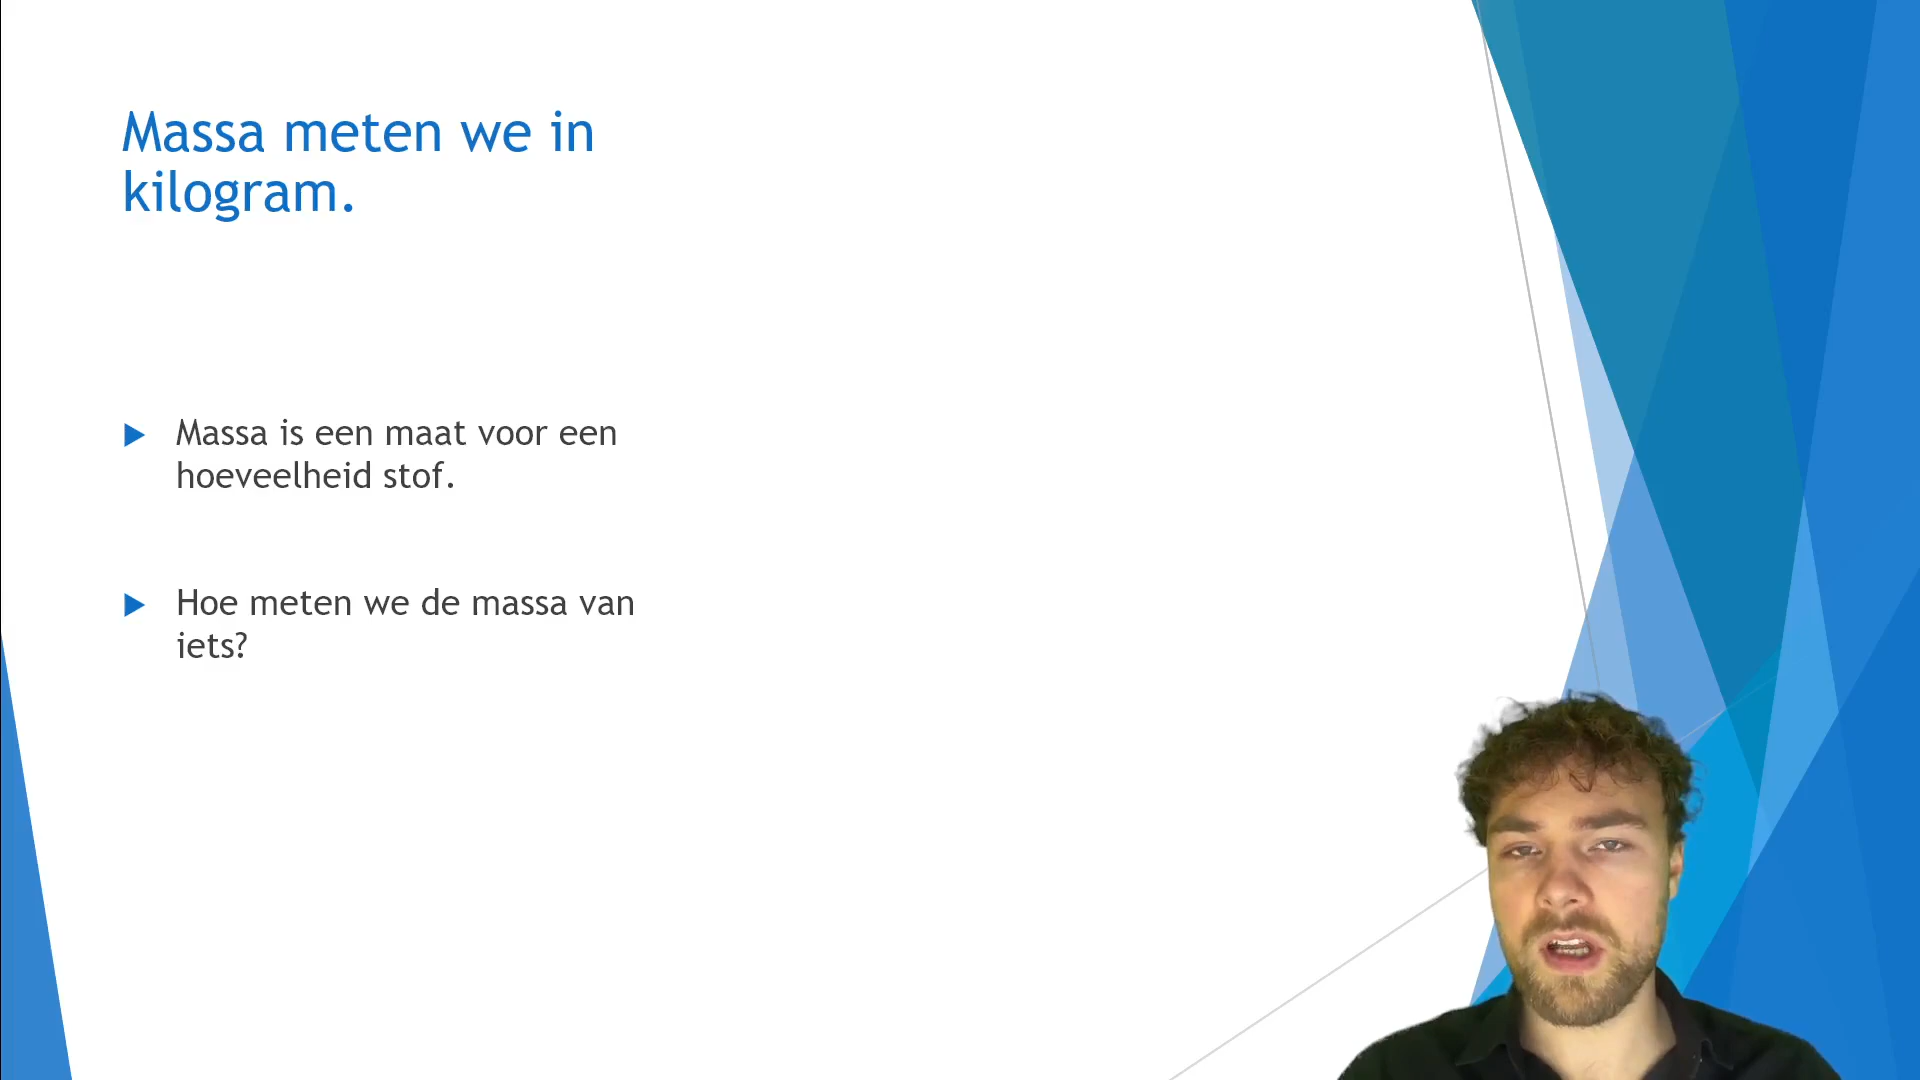 Massa meten we in
kilogram.
Massa is een maat voor een
hoeveelheid stof.
Hoe meten we de massa van
iets?